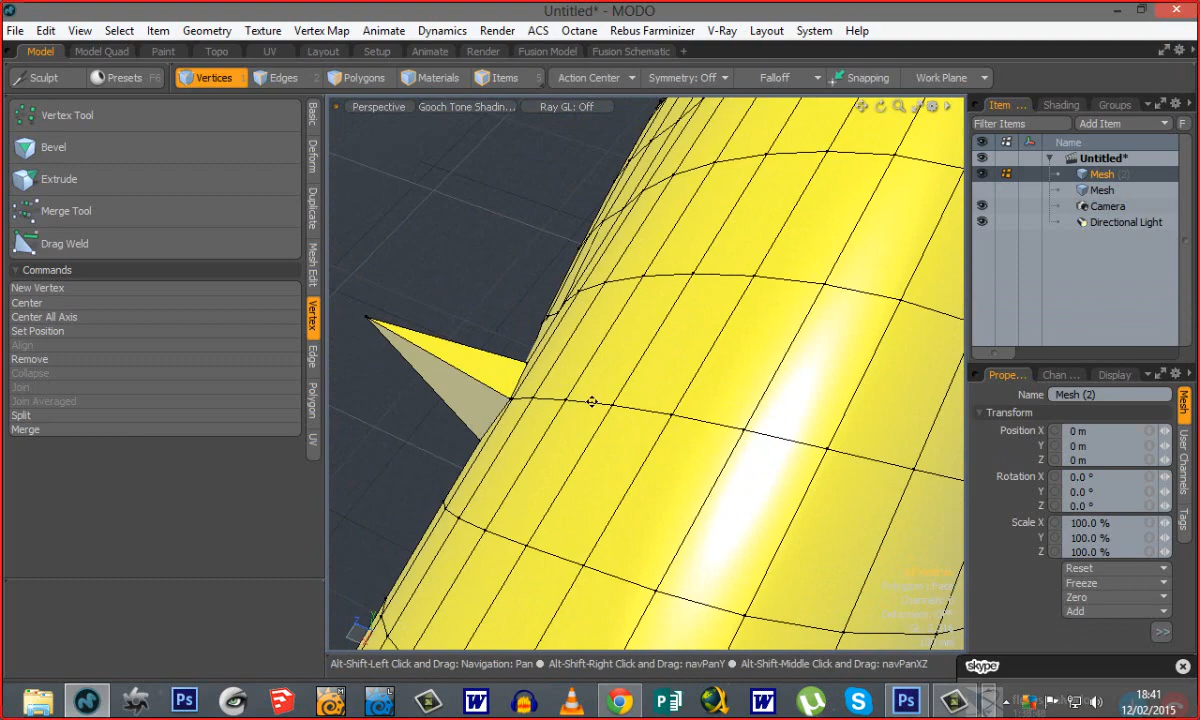 Untitled* - MODO
File Edit View Select Item Geometry Texture Vertex Map Animate Dynamics Render ACS Octane Rebus Farminizer V-Ray Layout System Help
Model Model Quad Paint Topo UV Layout Setup Animate Render Fusion Model Fusion Schematic +
Sculpt Presets F6 Vertices 1 Edges 2 Polygons Materials Items 5 Action Center Symmetry: Off Falloff Snapping Work Plane
Vertex Tool
Bevel
Extrude
Merge Tool
Drag Weld
Commands
New Vertex
Center
Center All Axis
Set Position
Align
Remove
Collapse
Join
Join Averaged
Split
Merge
Basic
Deform
Duplicate
Mesh Edit
Vertex
Edge
Polygon
UV
Perspective Gooch Tone Shadin... Ray GL: Off
Alt-Shift-Left Click and Drag: Navigation: Pan ● Alt-Shift-Right Click and Drag: navPanY ● Alt-Shift-Middle Click and Drag: navPanXZ
Item ... Shading Groups
Filter Items Add Item F
Name
Untitled*
Mesh (2)
Mesh
Camera
Directional Light
Prope... Chan ... Display
Name Mesh (2)
Transform
Position X 0 m
Y 0 m
Z 0 m
Rotation X 0.0 °
Y 0.0 °
Z 0.0 °
Scale X 100.0 %
Y 100.0 %
Z 100.0 %
Reset
Freeze
Zero
Add
>>
Mesh
User Channels
Tags
skype
18:41
12/02/2015